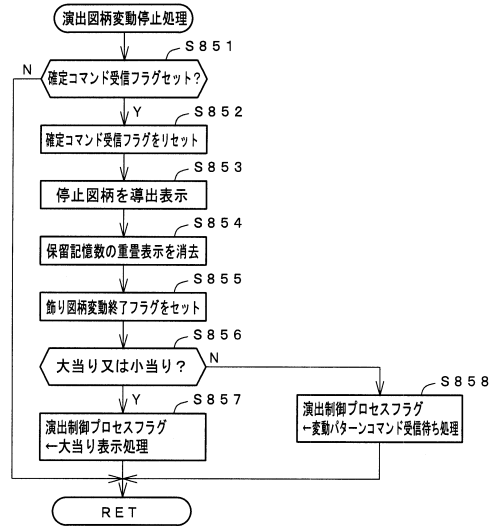 演出図柄変動停止処理
S851
N
確定コマンド受信フラグセット?
Y
S852
確定コマンド受信フラグをリセット
S853
停止図柄を導出表示
S854
保留記憶数の重畳表示を消去
S855
飾り図柄変動終了フラグをセット
S856
大当り又は小当り?
N
Y
S857
演出制御プロセスフラグ
←大当り表示処理
S858
演出制御プロセスフラグ
←変動パターンコマンド受信待ち処理
RET